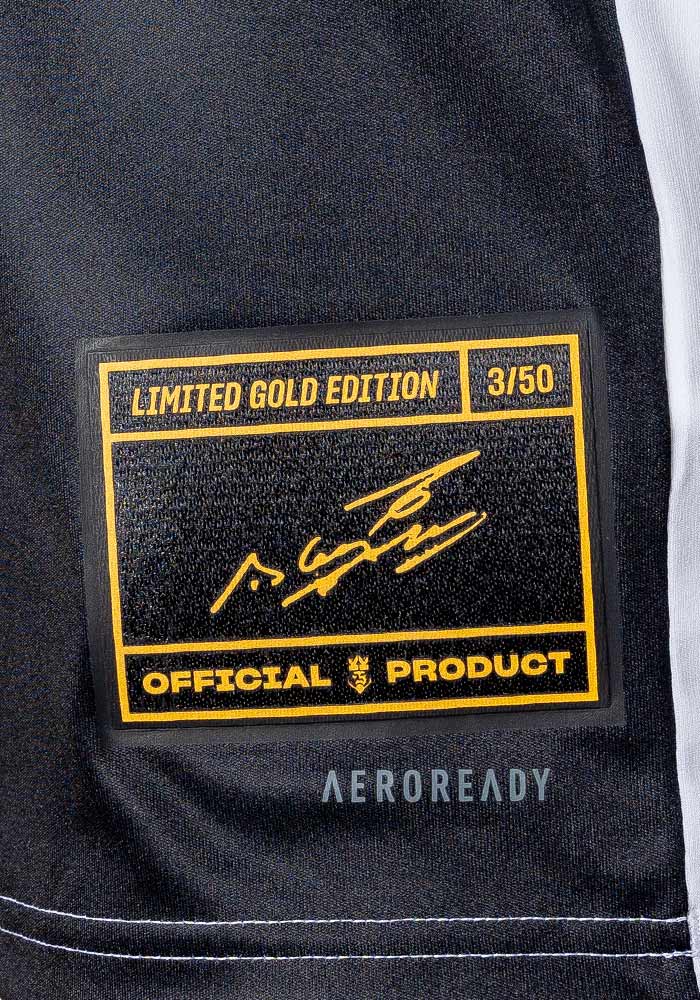 LIMITED GOLD EDITION 3/50
OFFICIAL PRODUCT
AEROREADY